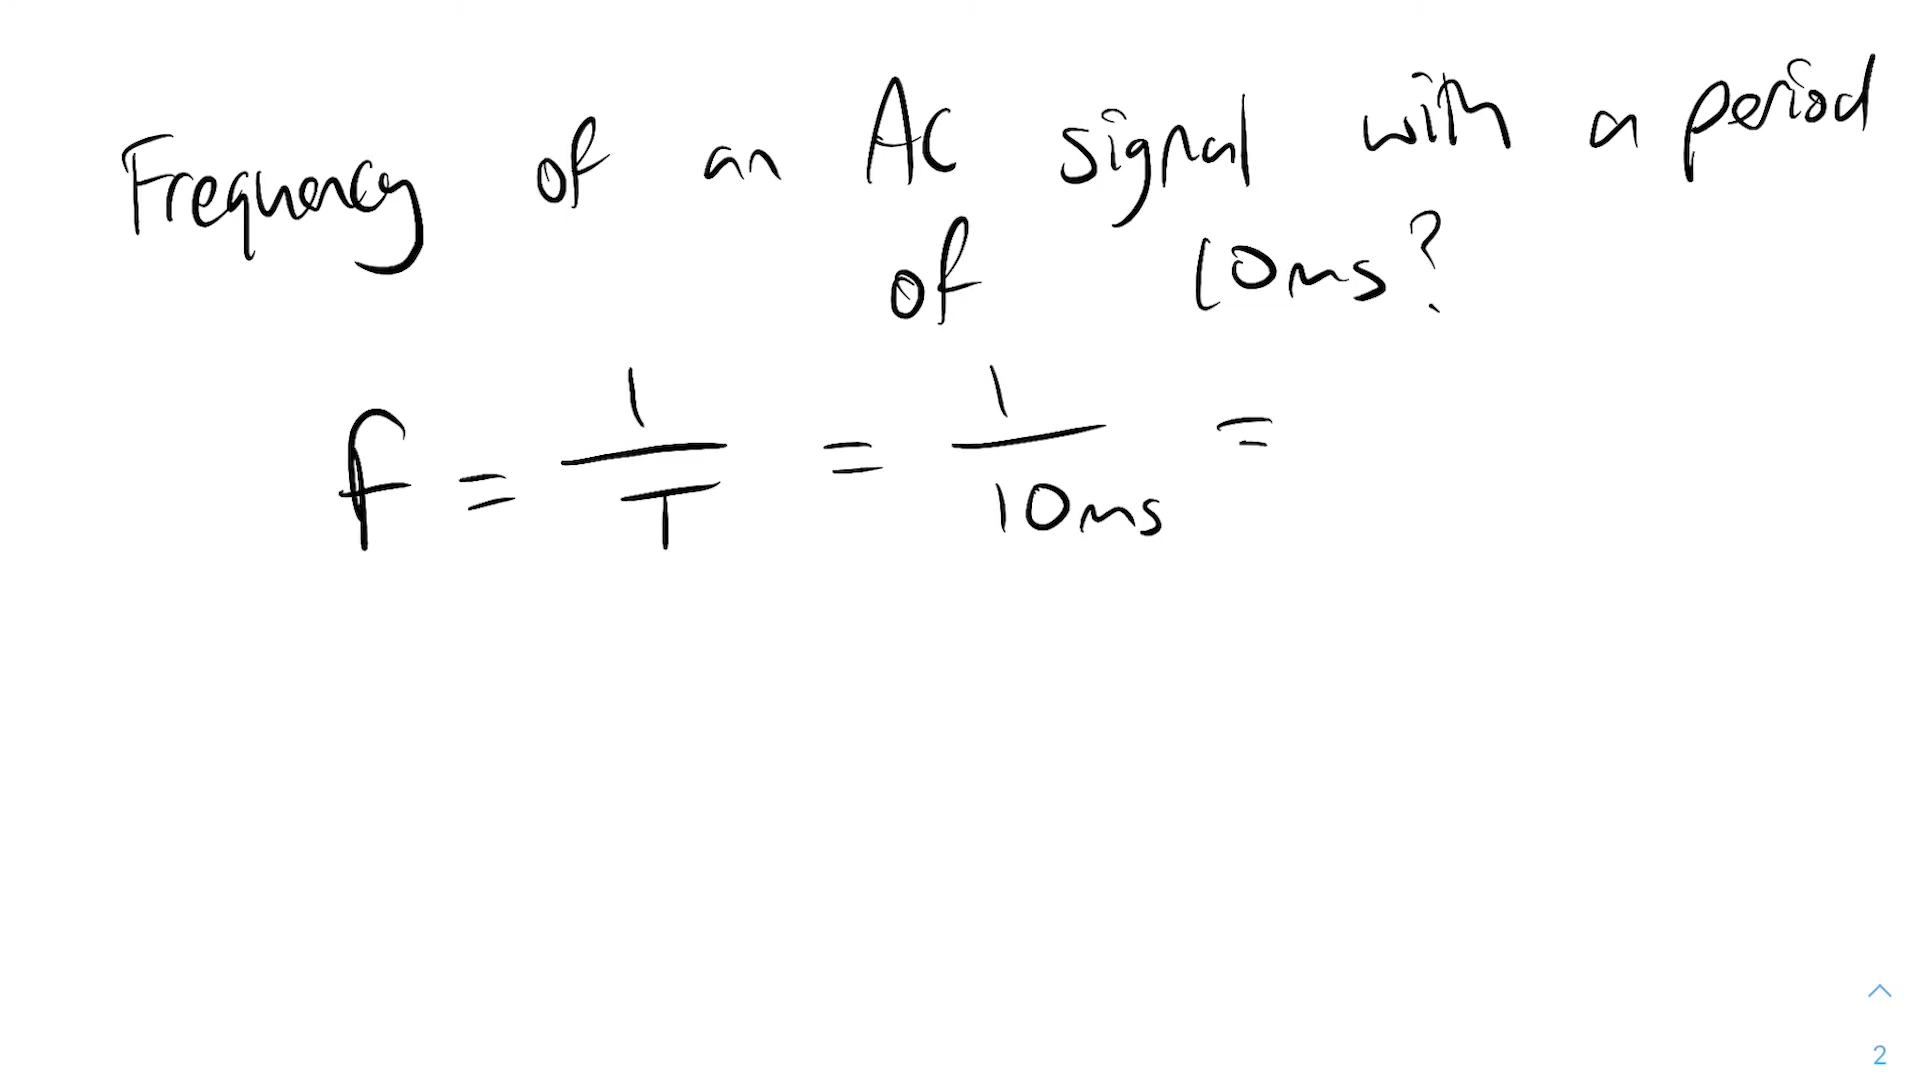 Frequency of an AC signal with a period
of 10ms?
f = 1/T = 1/10ms =
2